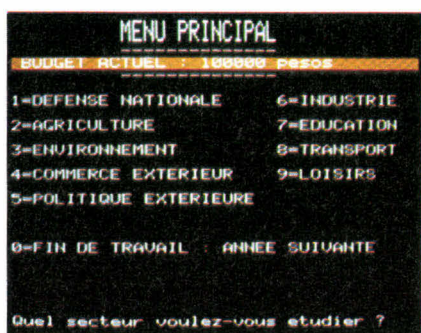 MENU PRINCIPAL
BUDGET ACTUEL : 100000 pesos
1=DEFENSE NATIONALE 6=INDUSTRIE
2=AGRICULTURE 7=EDUCATION
3=ENVIRONNEMENT 8=TRANSPORT
4=COMMERCE EXTERIEUR 9=LOISIRS
5=POLITIQUE EXTERIEURE
0=FIN DE TRAVAIL : ANNEE SUIVANTE
Quel secteur voulez-vous etudier ?